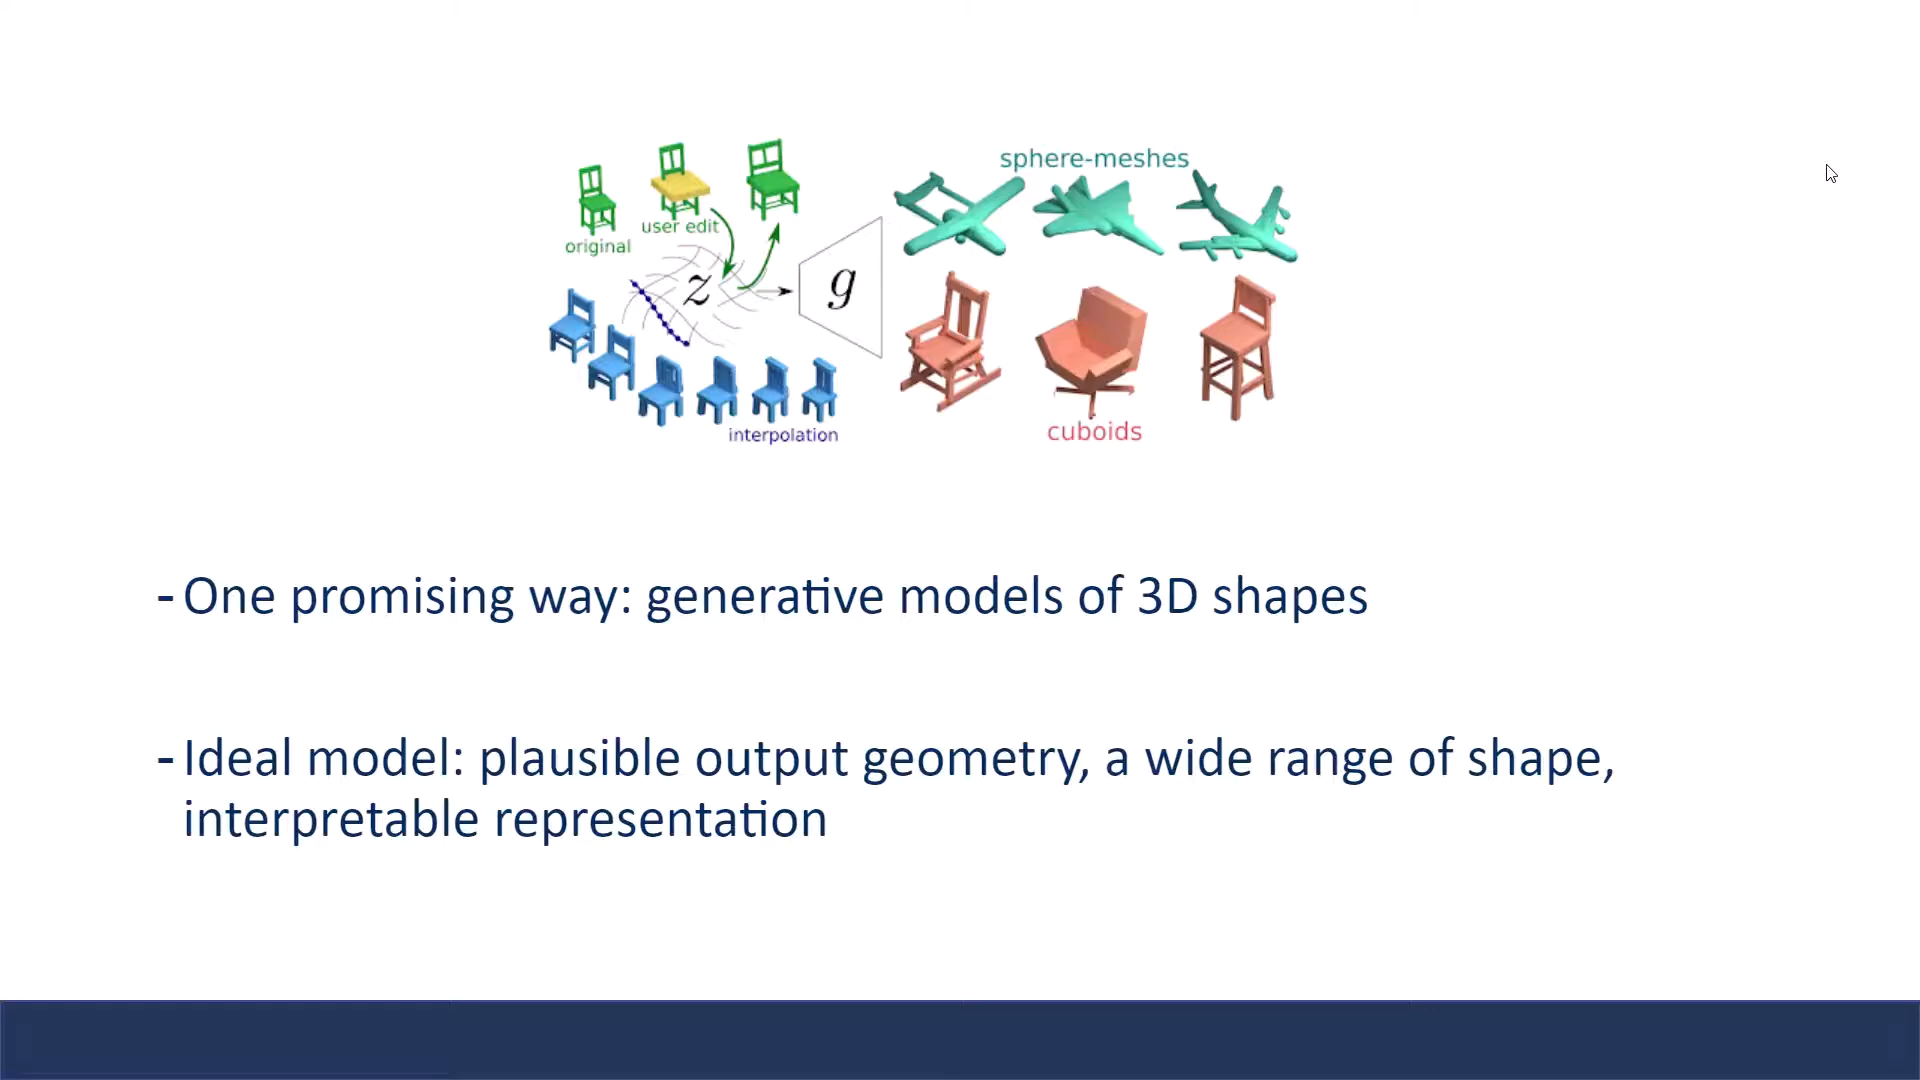 sphere-meshes
user edit
original
z
g
interpolation
cuboids
- One promising way: generative models of 3D shapes
- Ideal model: plausible output geometry, a wide range of shape,
interpretable representation